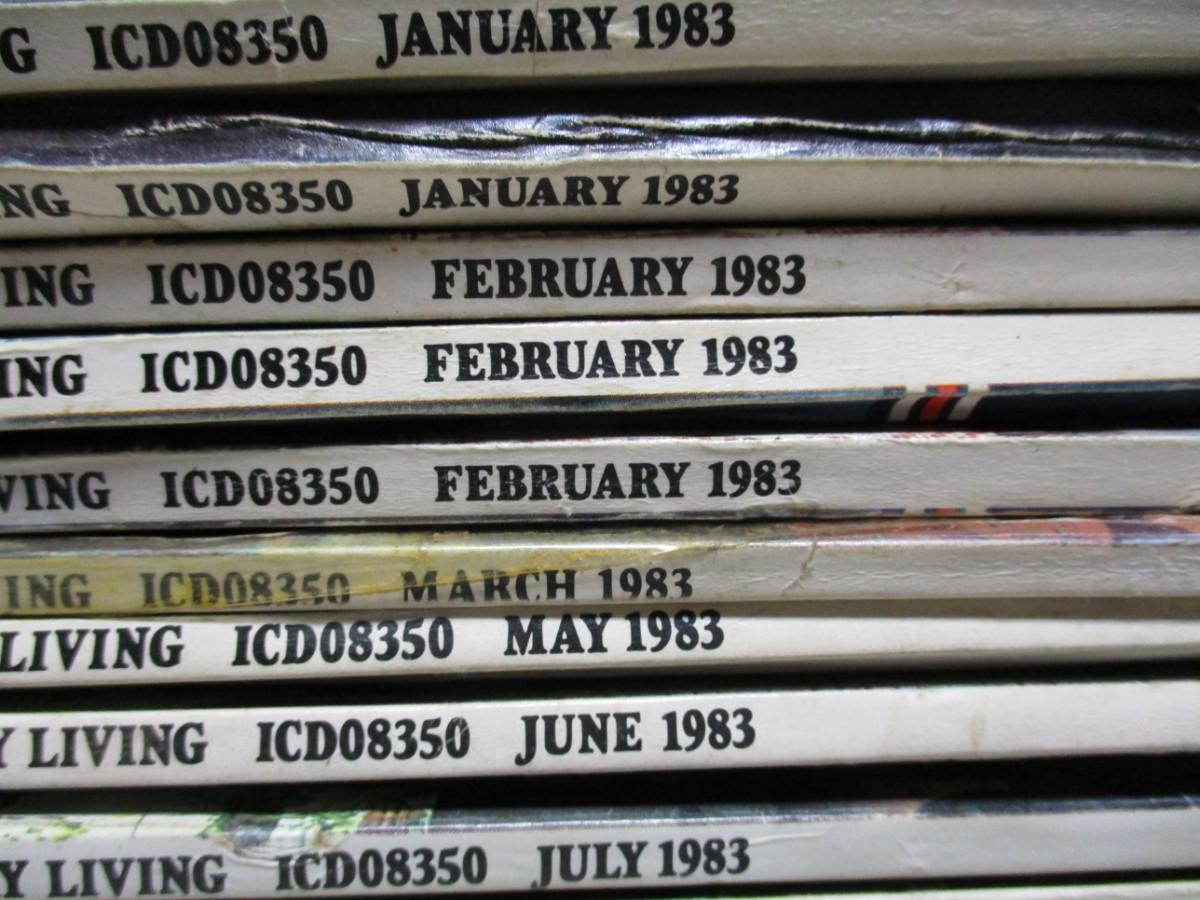 G ICD08350 JANUARY 1983
NG ICD08350 JANUARY 1983
ING ICD08350 FEBRUARY 1983
ING ICD08350 FEBRUARY 1983
VING ICD08350 FEBRUARY 1983
ING ICD08350 MARCH 1983
LIVING ICD08350 MAY 1983
Y LIVING ICD08350 JUNE 1983
Y LIVING ICD08350 JULY 1983